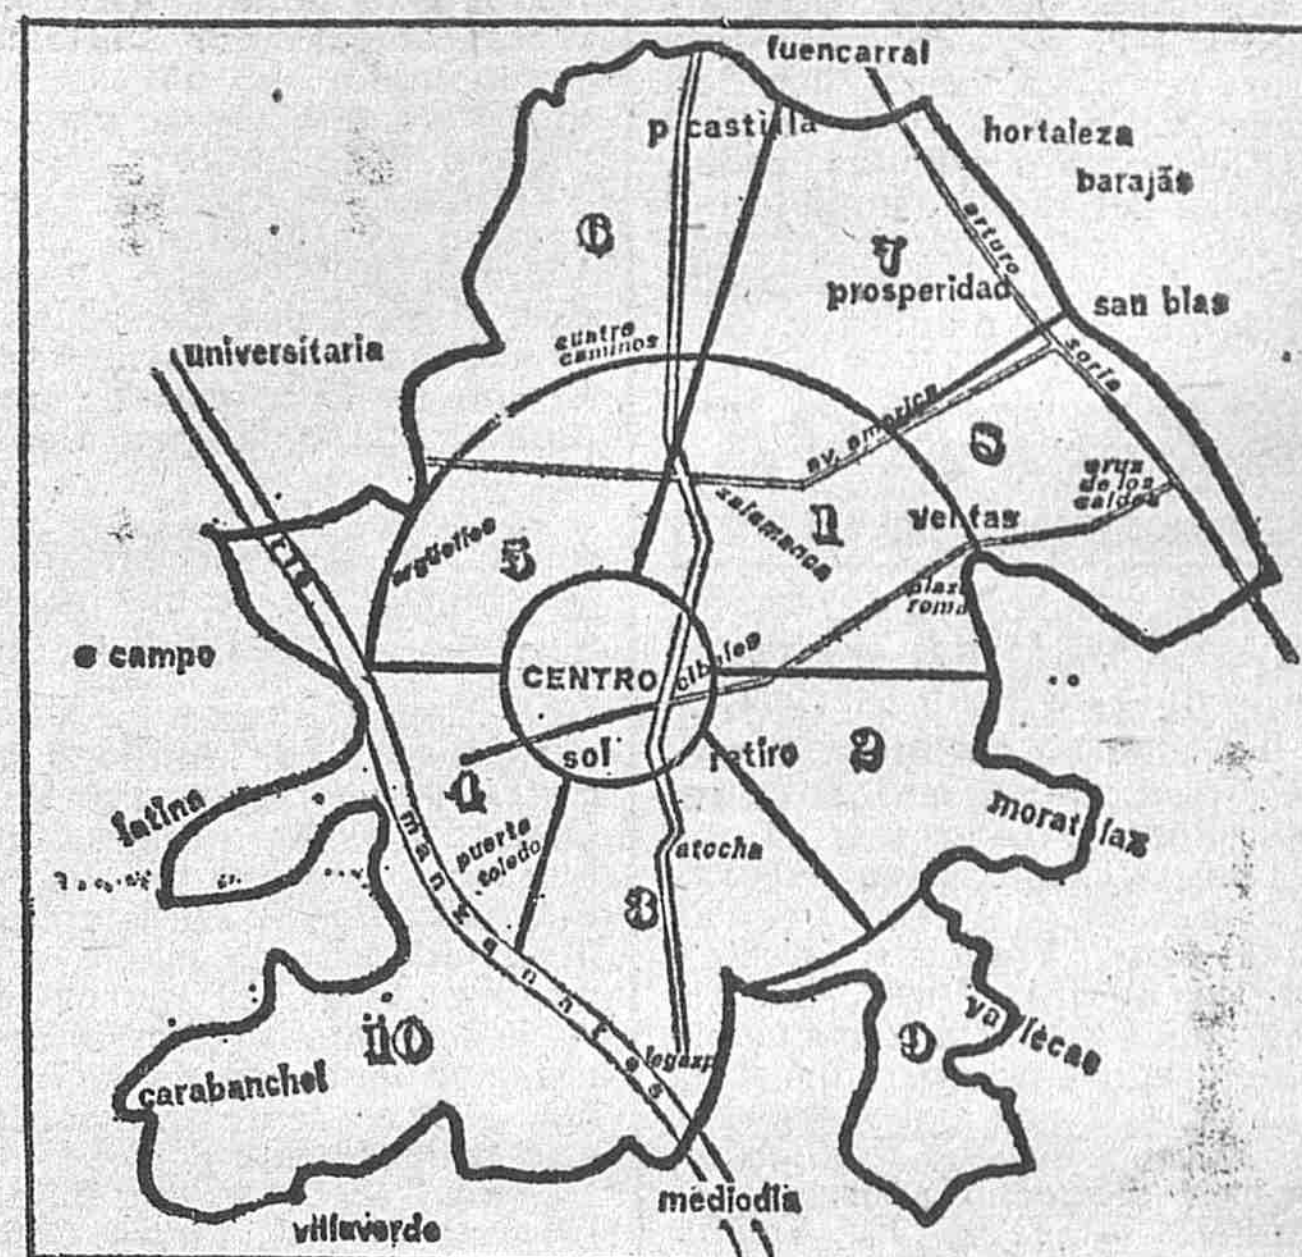 fuencarral
p castilla
hortaleza
barajas
arturo
6
7
prosperidad
san blas
cuatro
caminos
universitaria
soria
av. america
8
cruz
de los
caidos
salamanca
1
ventas
argüelles
5
rio
plaza
roma
c campo
CENTRO
cibeles
sol
retiro
2
4
latina
puerta
toledo
manzanares
atocha
moratalaz
3
vallecas
10
9
legazpi
carabanchel
mediodia
villaverde